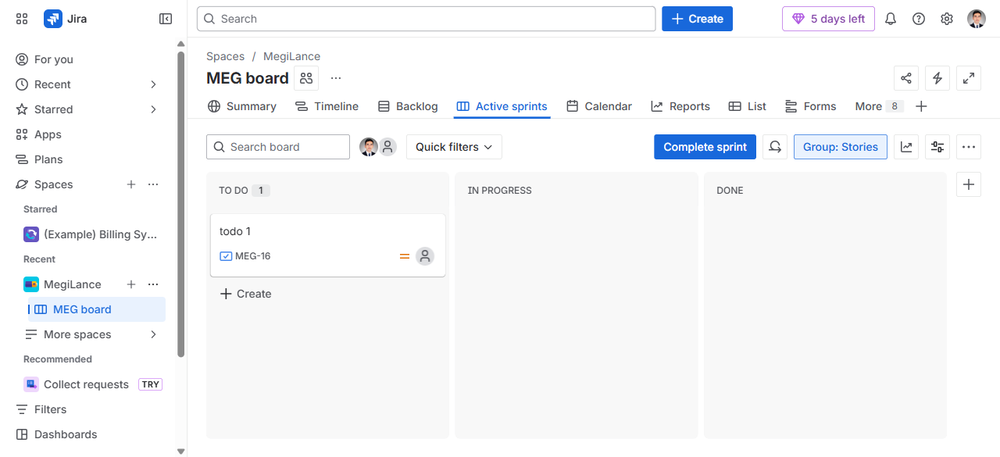 Jira
Search
Create
5 days left
For you
Recent
Starred
Apps
Plans
Spaces
Starred
(Example) Billing Sy...
Recent
MegiLance
MEG board
More spaces
Recommended
Collect requests TRY
Filters
Dashboards
Spaces / MegiLance
MEG board
Summary Timeline Backlog Active sprints Calendar Reports List Forms More 8
Search board
Quick filters
Complete sprint
Group: Stories
TO DO 1
IN PROGRESS
DONE
todo 1
MEG-16
Create